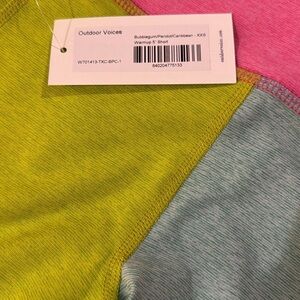 Outdoor Voices
Bubblegum/Peridot/Caribbean - XXS
Warmup 5" Short
W701413-TXC-BPC-1
840204775133